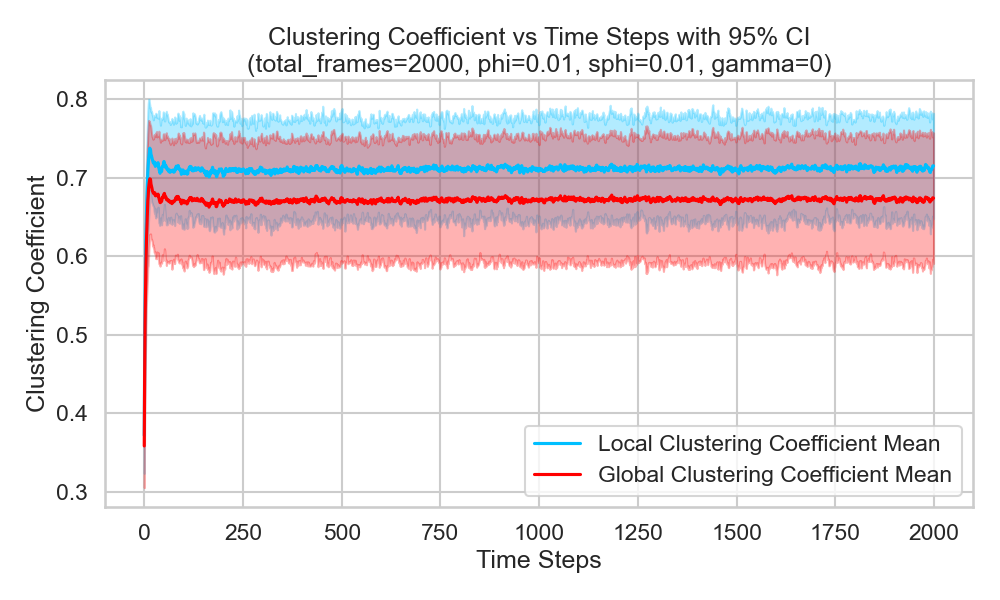 Clustering Coefficient vs Time Steps with 95% CI
(total_frames=2000, phi=0.01, sphi=0.01, gamma=0)
Clustering Coefficient
0.8
0.7
0.6
0.5
0.4
0.3
Local Clustering Coefficient Mean
Global Clustering Coefficient Mean
0 250 500 750 1000 1250 1500 1750 2000
Time Steps